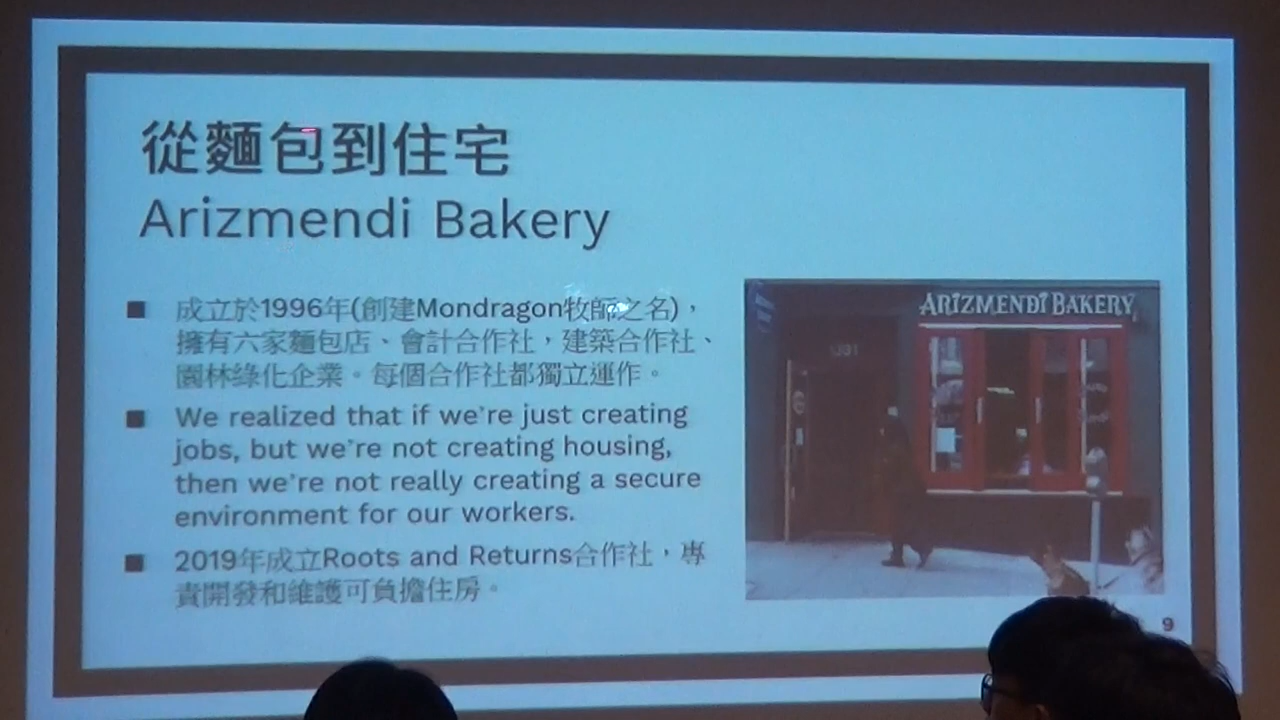 從麵包到住宅
Arizmendi Bakery
成立於1996年(創建Mondragon牧師之名)，
擁有六家麵包店、會計合作社，建築合作社、
園林綠化企業。每個合作社都獨立運作。
We realized that if we’re just creating
jobs, but we’re not creating housing,
then we’re not really creating a secure
environment for our workers.
2019年成立Roots and Returns合作社，專
責開發和維護可負擔住房。
ARIZMENDI BAKERY
1331
9